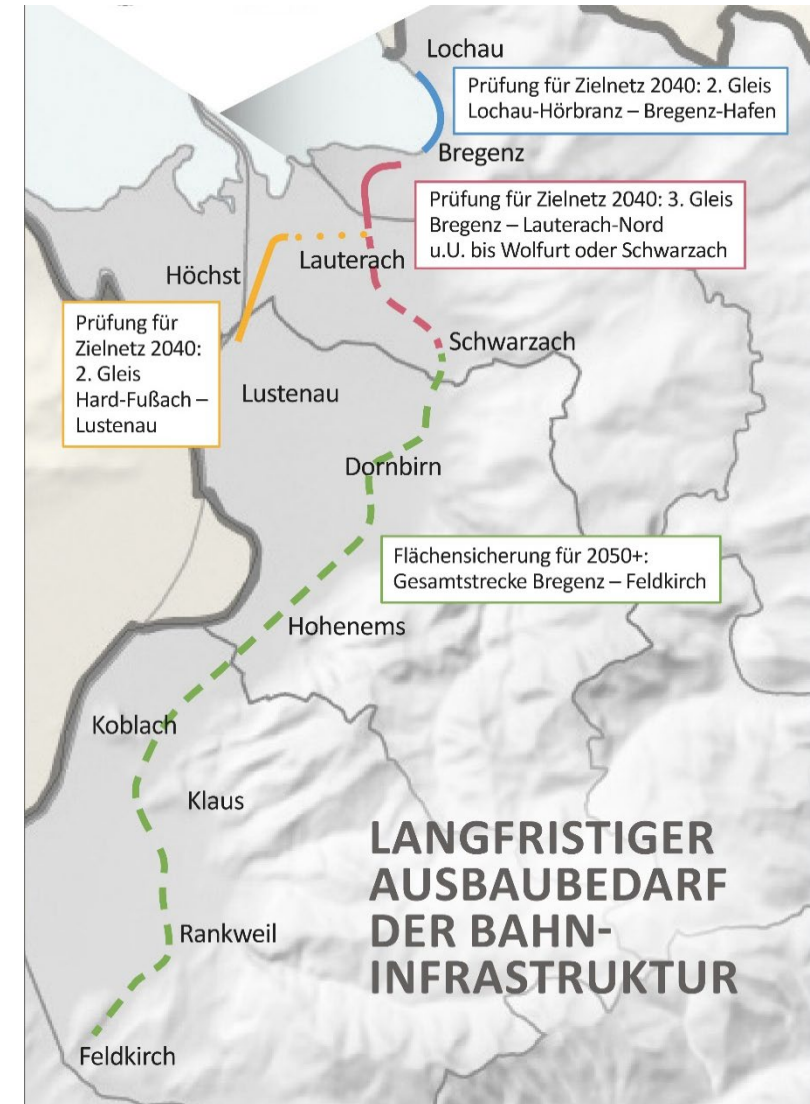 Lochau
Prüfung für Zielnetz 2040: 2. Gleis
Lochau-Hörbranz – Bregenz-Hafen
Bregenz
Prüfung für Zielnetz 2040: 3. Gleis
Bregenz – Lauterach-Nord
u.U. bis Wolfurt oder Schwarzach
Lauterach
Höchst
Prüfung für
Zielnetz 2040:
2. Gleis
Hard-Fußach –
Lustenau
Schwarzach
Lustenau
Dornbirn
Flächensicherung für 2050+:
Gesamtstrecke Bregenz – Feldkirch
Hohenems
Koblach
Klaus
LANGFRISTIGER
AUSBAUBEDARF
DER BAHN-
INFRASTRUKTUR
Rankweil
Feldkirch